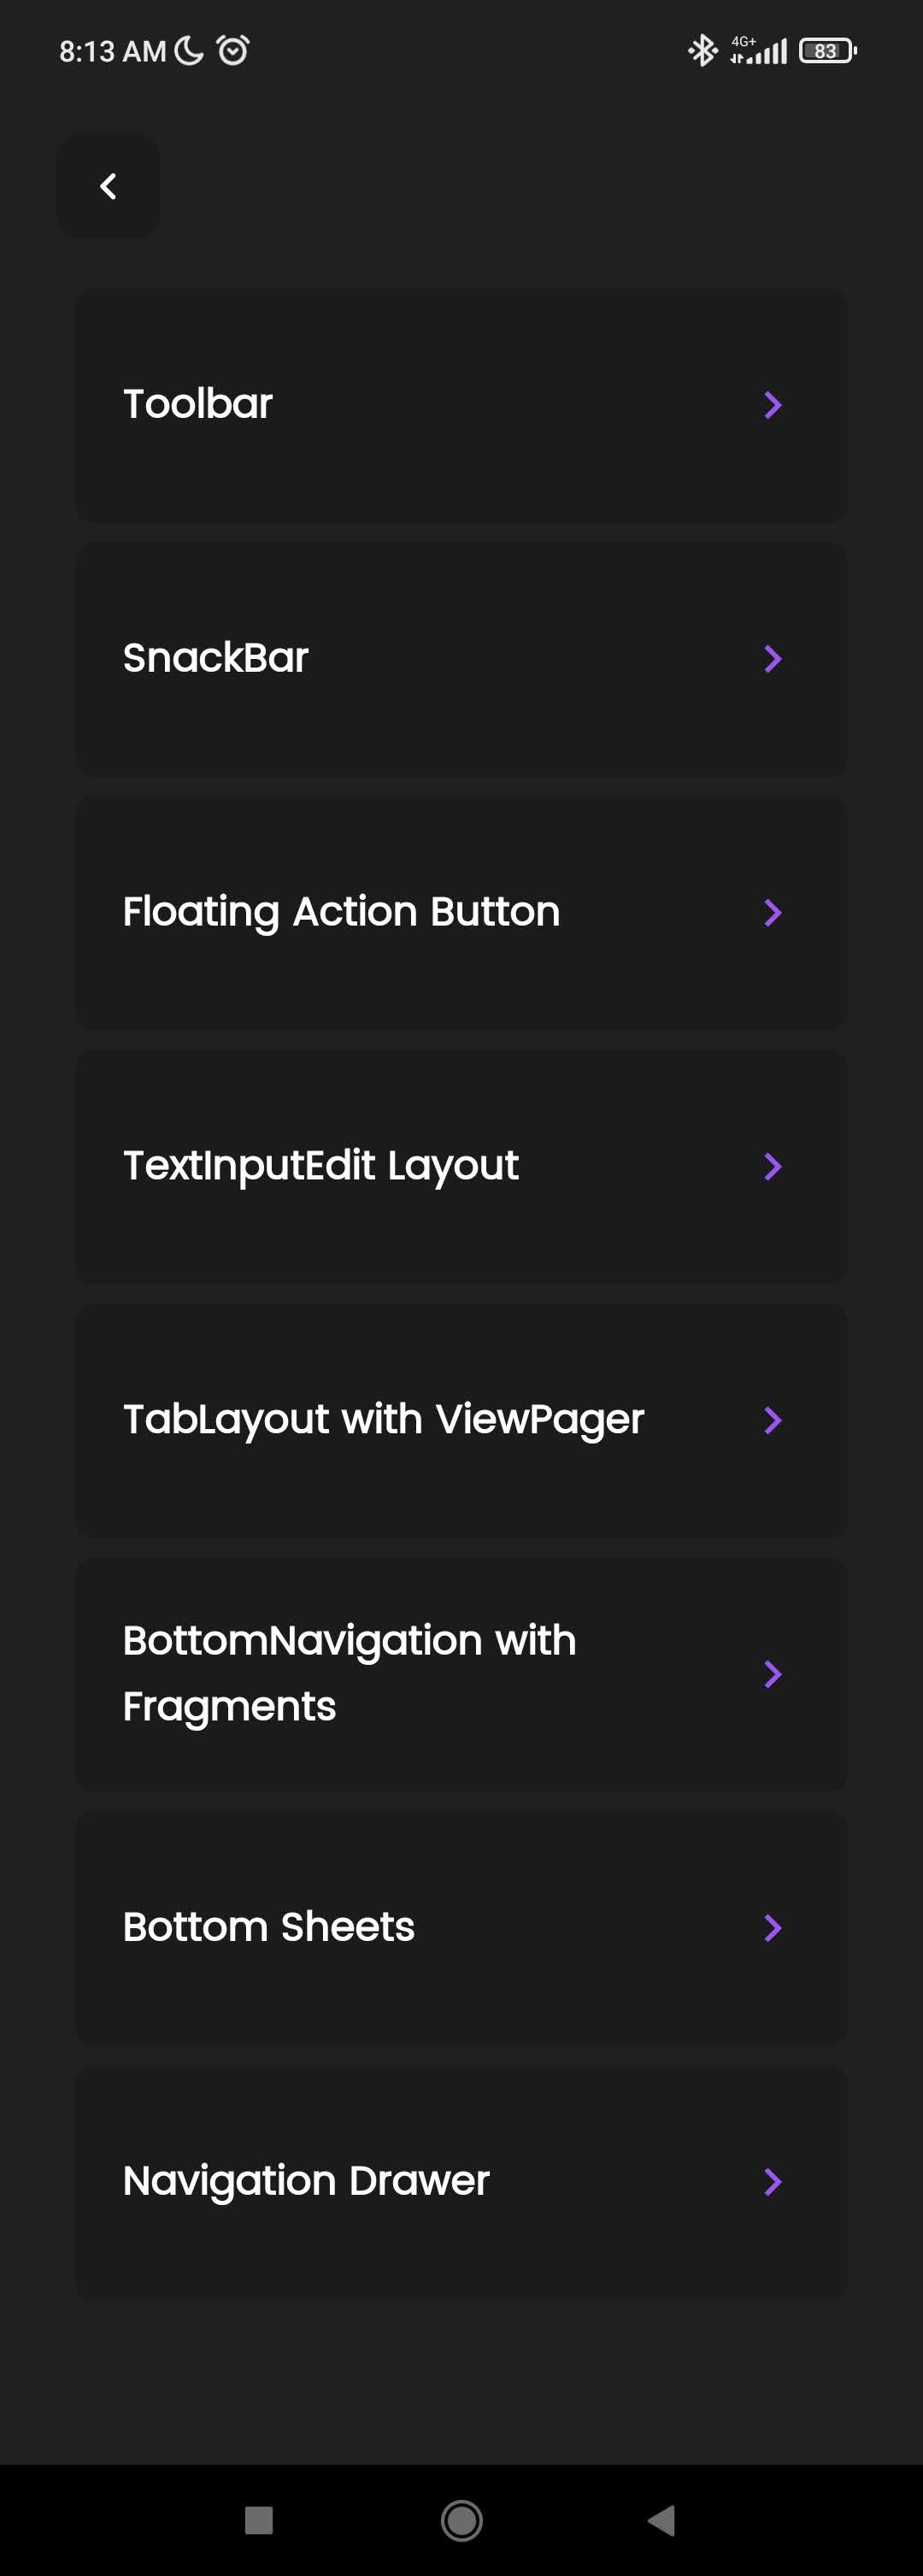 8:13 AM 4G+ 83
Toolbar
SnackBar
Floating Action Button
TextInputEdit Layout
TabLayout with ViewPager
BottomNavigation with
Fragments
Bottom Sheets
Navigation Drawer